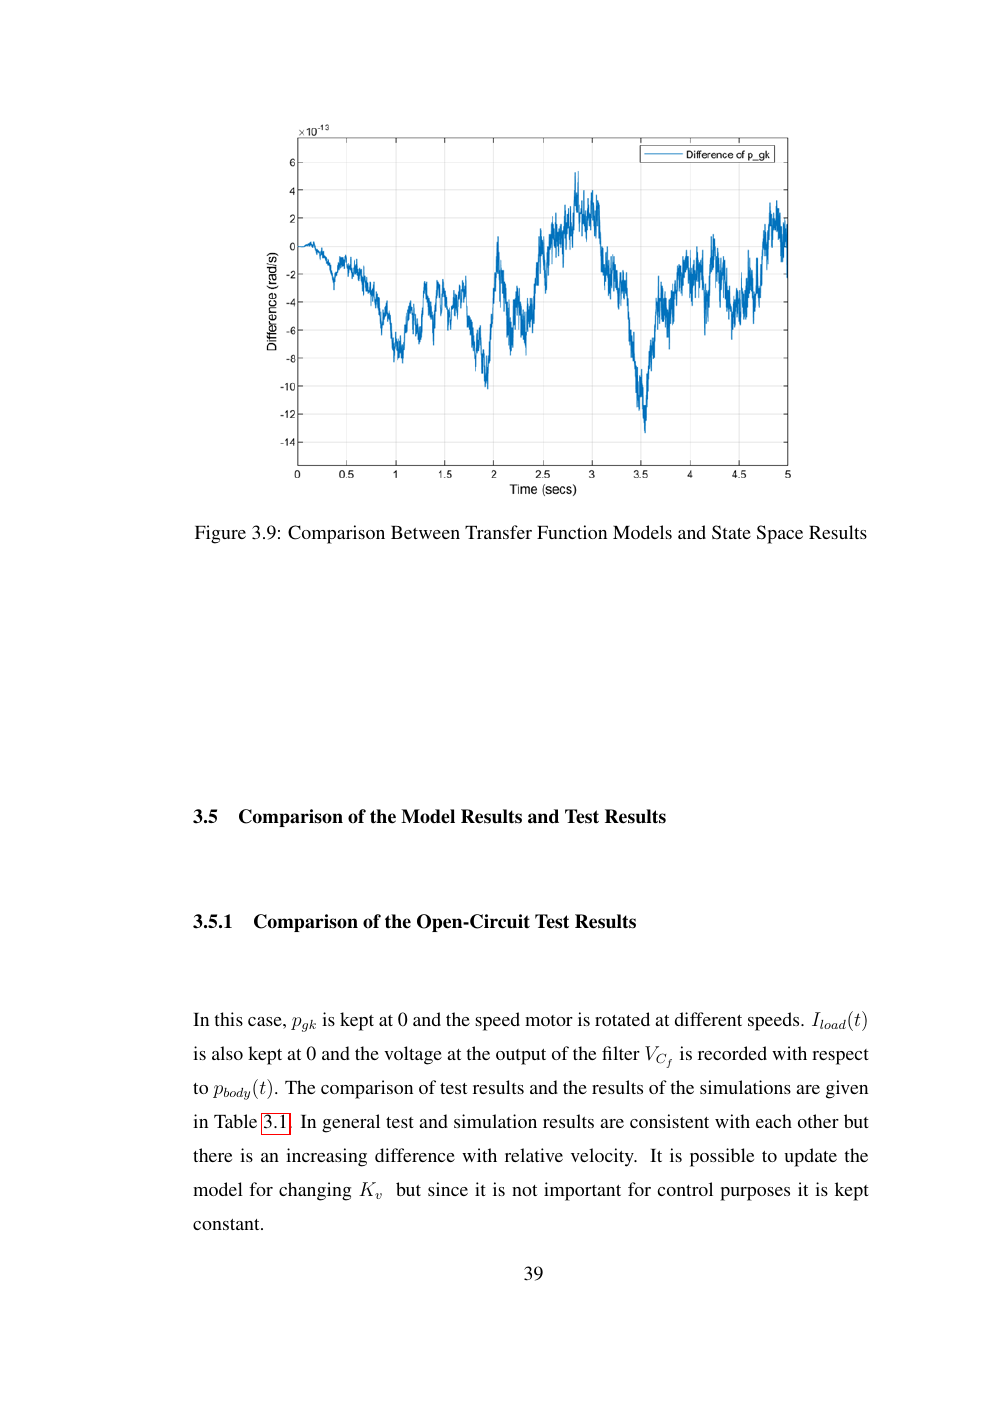 ×10⁻¹³
Difference of p_gk
6
4
2
0
-2
-4
-6
-8
-10
-12
-14
Difference (rad/s)
0 0.5 1 1.5 2 2.5 3 3.5 4 4.5 5
Time (secs)
Figure 3.9: Comparison Between Transfer Function Models and State Space Results
3.5 Comparison of the Model Results and Test Results
3.5.1 Comparison of the Open-Circuit Test Results
In this case, p_gk is kept at 0 and the speed motor is rotated at different speeds. I_load(t)
is also kept at 0 and the voltage at the output of the filter V_C_f is recorded with respect
to p_body(t). The comparison of test results and the results of the simulations are given
in Table 3.1. In general test and simulation results are consistent with each other but
there is an increasing difference with relative velocity. It is possible to update the
model for changing K_v but since it is not important for control purposes it is kept
constant.
39